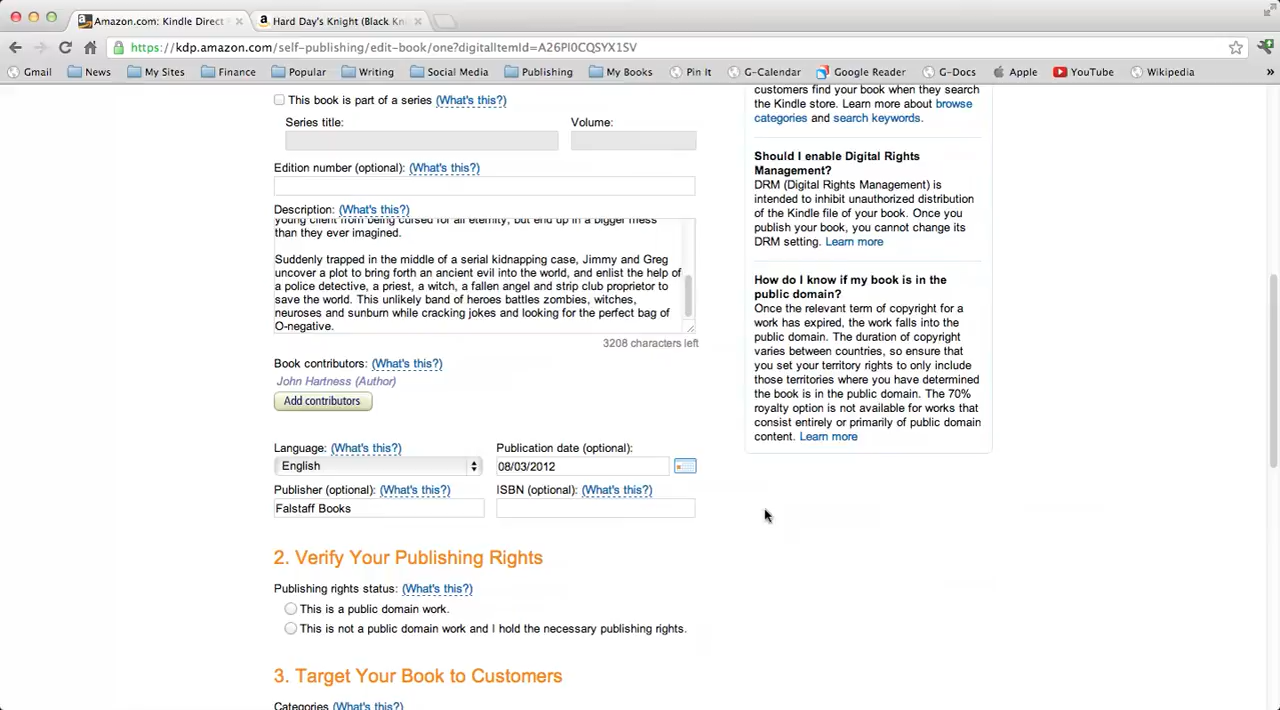 Amazon.com: Kindle Direct
Hard Day's Knight (Black Kn
https://kdp.amazon.com/self-publishing/edit-book/one?digitalItemId=A26PI0CQSYX1SV
Gmail News My Sites Finance Popular Writing Social Media Publishing My Books Pin It G-Calendar Google Reader G-Docs Apple YouTube Wikipedia »
This book is part of a series (What's this?)
Series title: Volume:
Edition number (optional): (What's this?)
Description: (What's this?)
young client from being cursed for all eternity, but end up in a bigger mess
than they ever imagined.
Suddenly trapped in the middle of a serial kidnapping case, Jimmy and Greg
uncover a plot to bring forth an ancient evil into the world, and enlist the help of
a police detective, a priest, a witch, a fallen angel and strip club proprietor to
save the world. This unlikely band of heroes battles zombies, witches,
neuroses and sunburn while cracking jokes and looking for the perfect bag of
O-negative.
3208 characters left
Book contributors: (What's this?)
John Hartness (Author)
Add contributors
Language: (What's this?) Publication date (optional):
English 08/03/2012
Publisher (optional): (What's this?) ISBN (optional): (What's this?)
Falstaff Books
2. Verify Your Publishing Rights
Publishing rights status: (What's this?)
This is a public domain work.
This is not a public domain work and I hold the necessary publishing rights.
3. Target Your Book to Customers
Categories (What's this?)
customers find your book when they search
the Kindle store. Learn more about browse
categories and search keywords.
Should I enable Digital Rights
Management?
DRM (Digital Rights Management) is
intended to inhibit unauthorized distribution
of the Kindle file of your book. Once you
publish your book, you cannot change its
DRM setting. Learn more
How do I know if my book is in the
public domain?
Once the relevant term of copyright for a
work has expired, the work falls into the
public domain. The duration of copyright
varies between countries, so ensure that
you set your territory rights to only include
those territories where you have determined
the book is in the public domain. The 70%
royalty option is not available for works that
consist entirely or primarily of public domain
content. Learn more